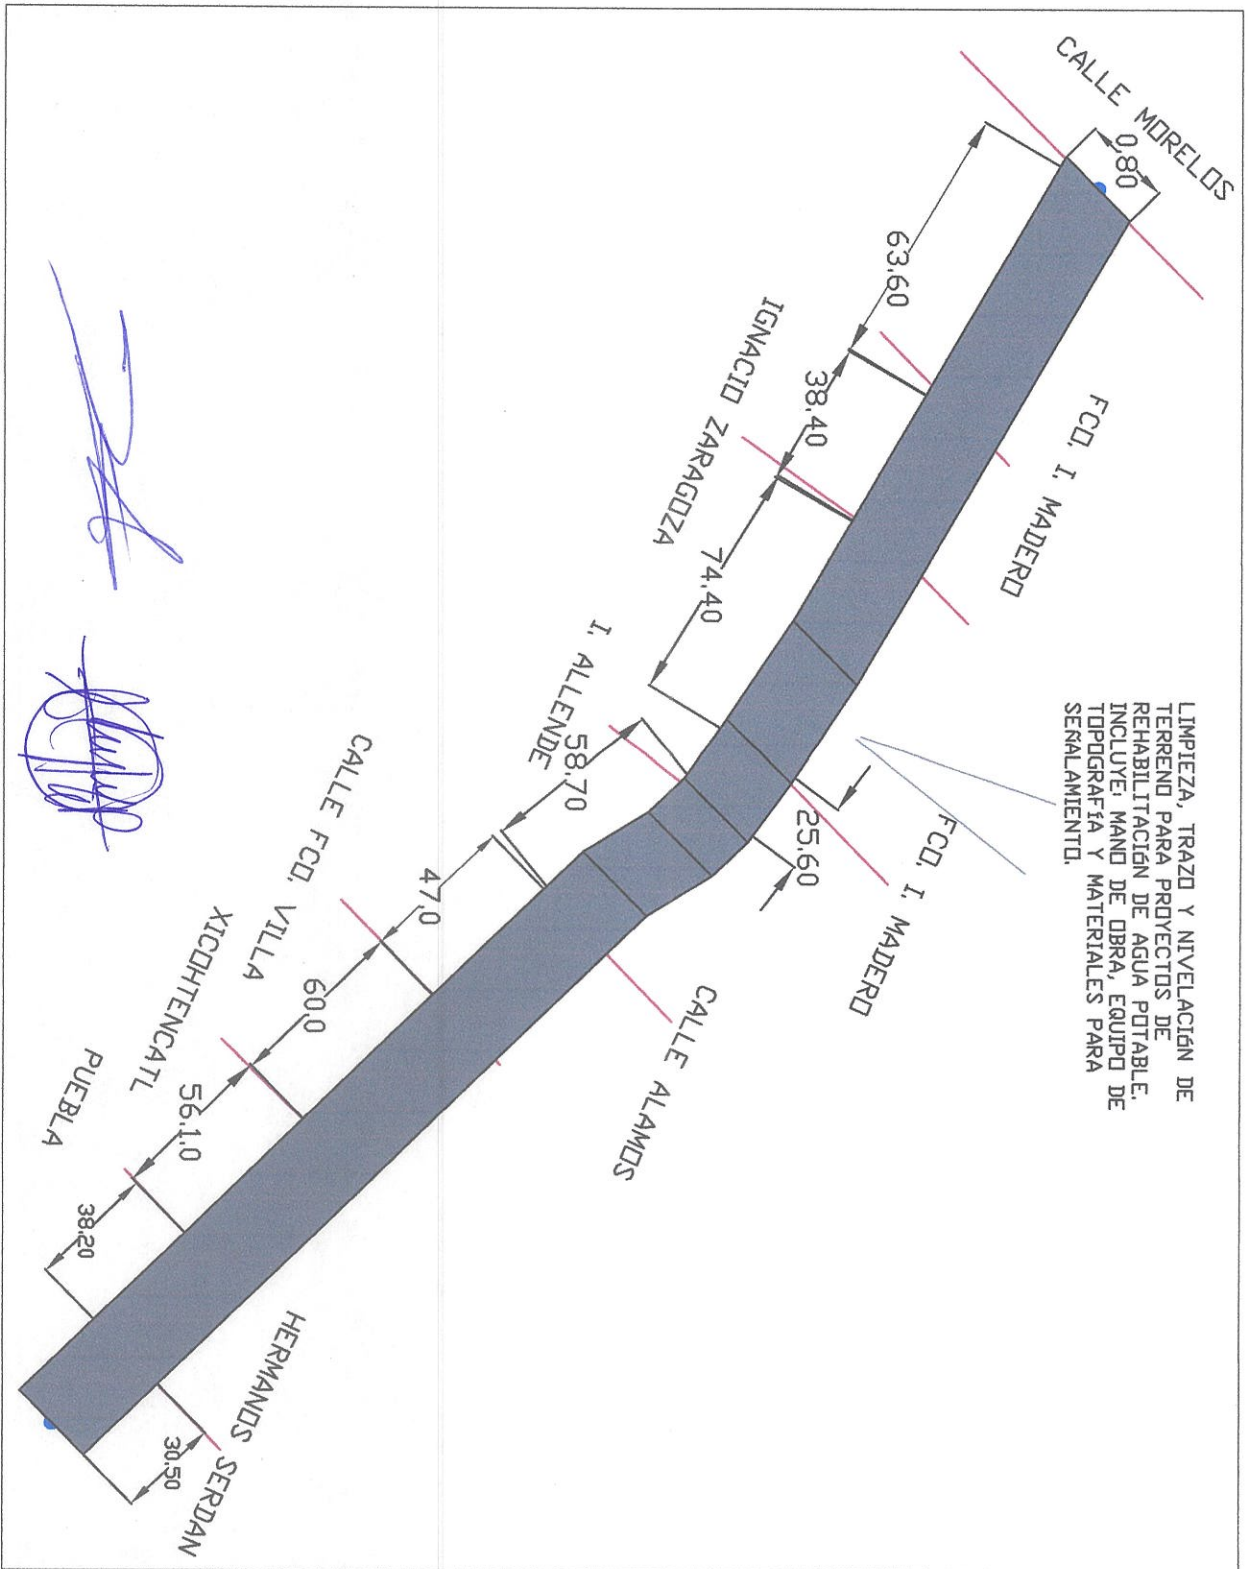 CALLE MORELOS
0.80
63.60
FCO. I. MADERO
38.40
IGNACIO ZARAGOZA
74.40
LIMPIEZA, TRAZO Y NIVELACIÓN DE
TERRENO PARA PROYECTOS DE
REHABILITACIÓN DE AGUA POTABLE.
INCLUYE: MANO DE OBRA, EQUIPO DE
TOPOGRAFÍA Y MATERIALES PARA
SEÑALAMIENTO.
I. ALLENDE
25.60
FCO. I. MADERO
58.70
CALLE ALAMOS
47.0
CALLE FCO. VILLA
60.0
XICOHTENCATL
56.1.0
PUEBLA
38.20
HERMANOS SERDAN
30.50